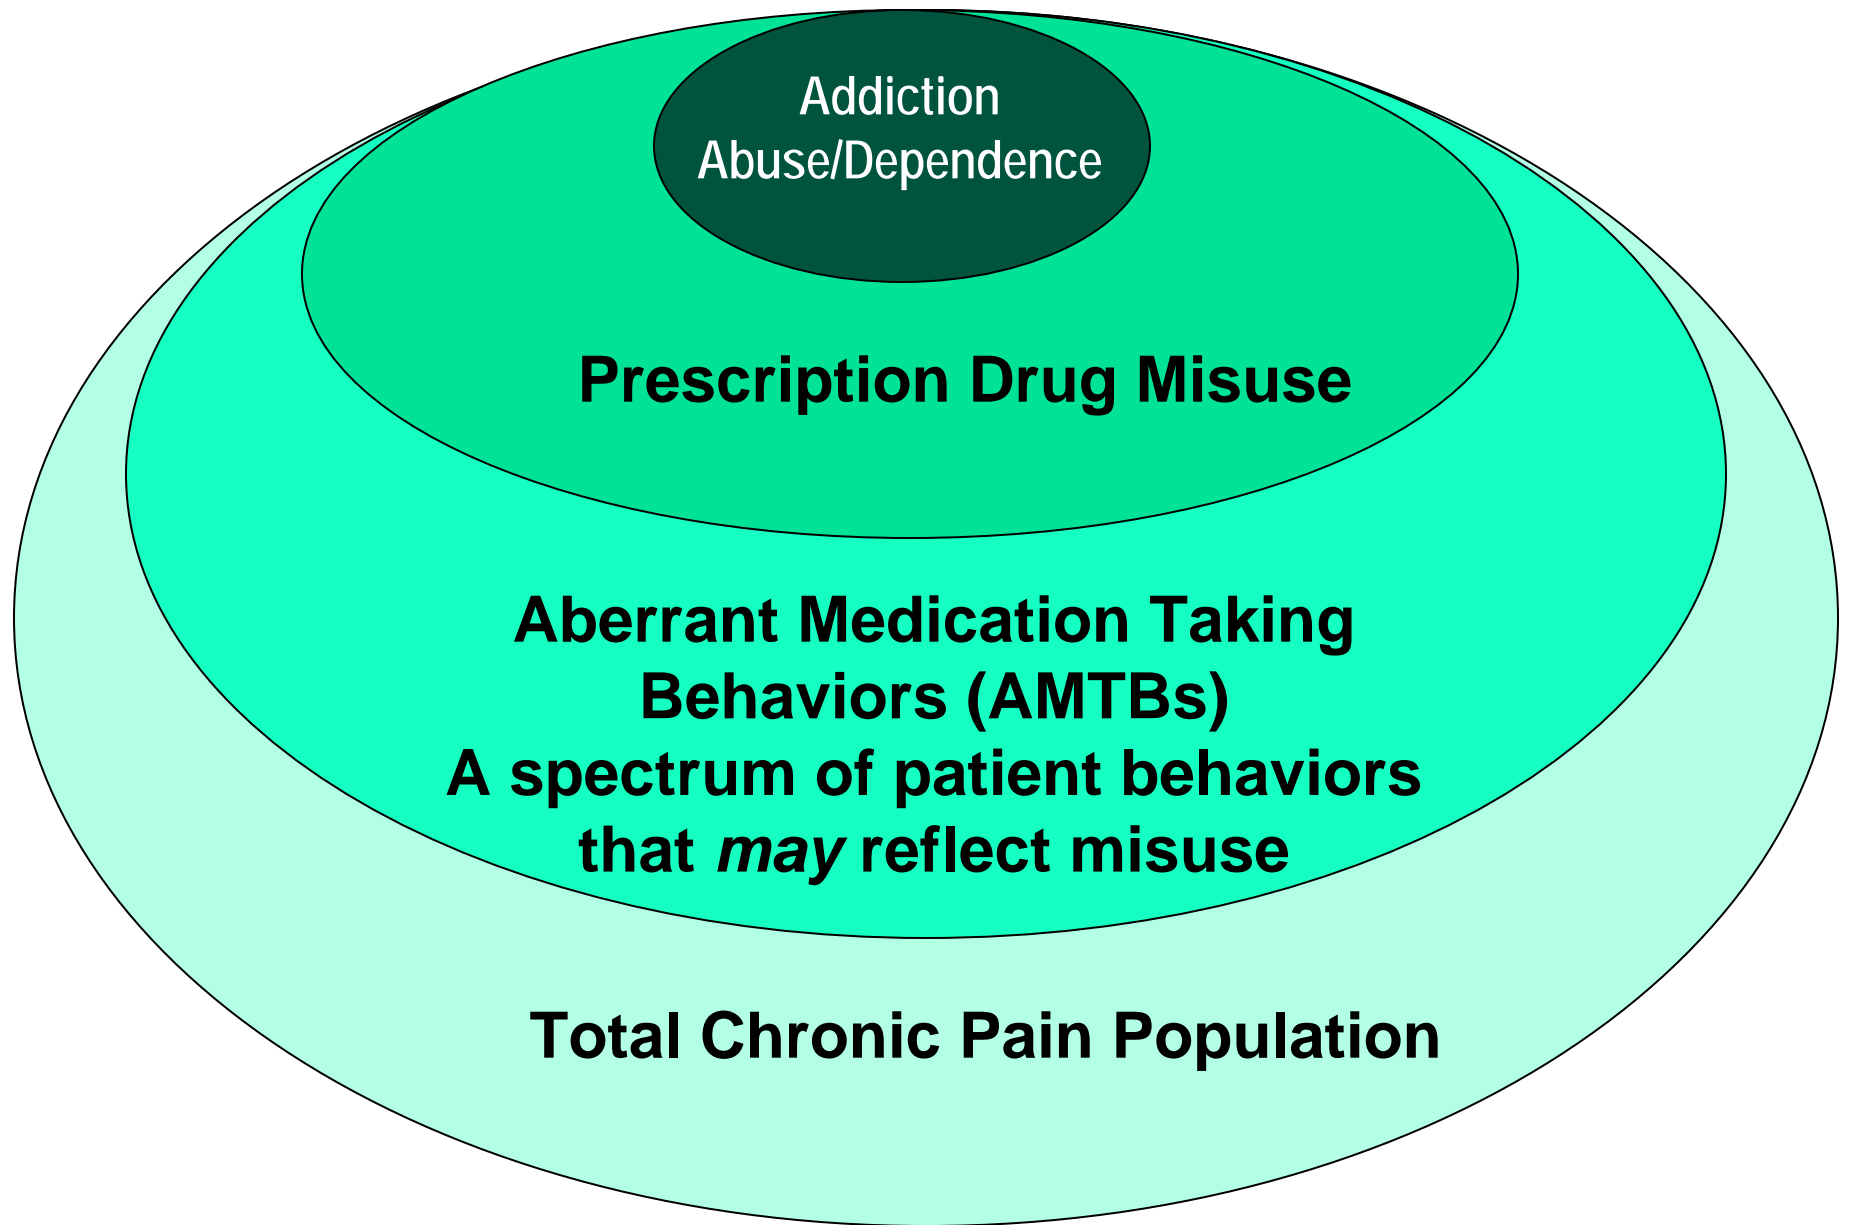 Addiction
Abuse/Dependence
Prescription Drug Misuse
Aberrant Medication Taking
Behaviors (AMTBs)
A spectrum of patient behaviors
that may reflect misuse
Total Chronic Pain Population